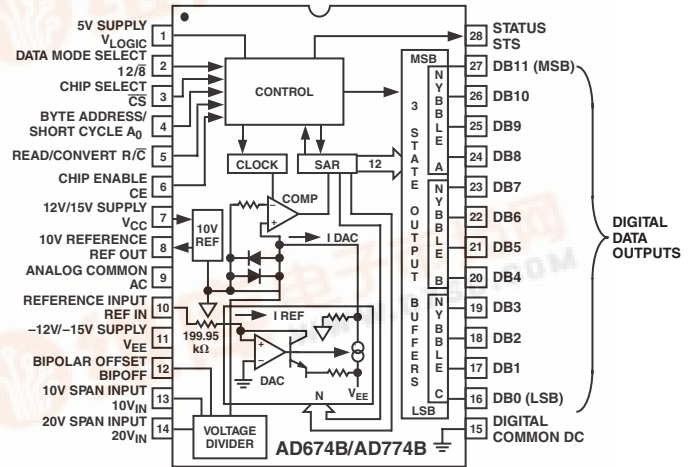 5V SUPPLY
VLOGIC
1
DATA MODE SELECT
12/8
2
CHIP SELECT
CS
3
BYTE ADDRESS/
SHORT CYCLE A0
4
READ/CONVERT R/C
5
CHIP ENABLE
CE
6
12V/15V SUPPLY
VCC
7
10V REFERENCE
REF OUT
8
ANALOG COMMON
AC
9
REFERENCE INPUT
REF IN
10
–12V/–15V SUPPLY
VEE
11
BIPOLAR OFFSET
BIPOFF
12
10V SPAN INPUT
10VIN
13
20V SPAN INPUT
20VIN
14
CONTROL
CLOCK
SAR
12
COMP
–
+
10V
REF
I DAC
I REF
199.95
kΩ
+
–
DAC
VEE
N
VOLTAGE
DIVIDER
AD674B/AD774B
MSB
3 STATE OUTPUT BUFFERS
LSB
NYBBLE A
NYBBLE B
NYBBLE C
28
STATUS
STS
27
DB11 (MSB)
26
DB10
25
DB9
24
DB8
23
DB7
22
DB6
21
DB5
20
DB4
19
DB3
18
DB2
17
DB1
16
DB0 (LSB)
15
DIGITAL
COMMON DC
DIGITAL
DATA
OUTPUTS